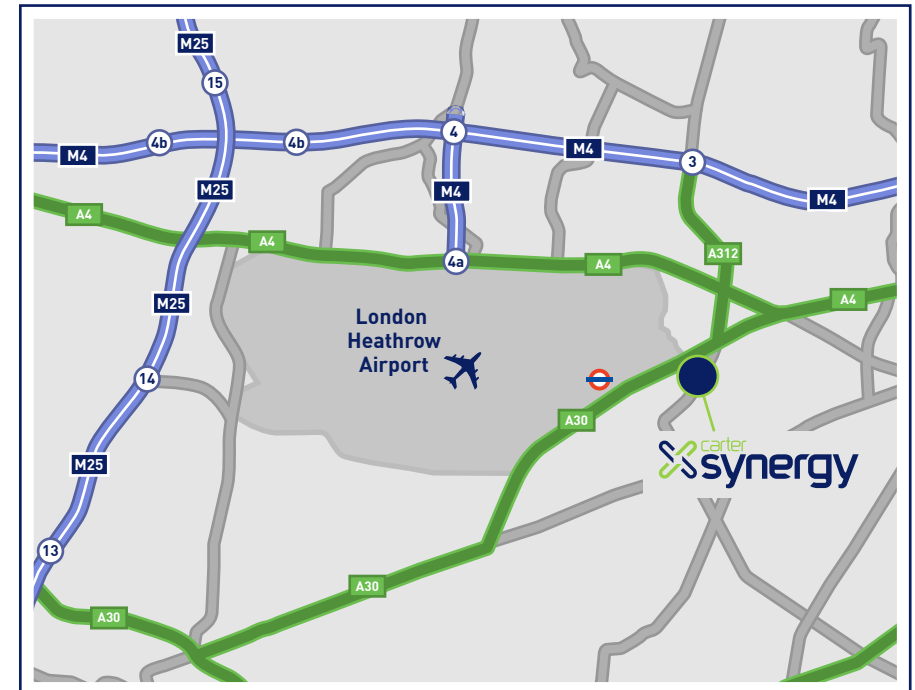 M25
15
4b
4b
4
M4
M4
3
M25
M4
M4
A4
A4
A4
A312
4a
M25
A4
London
Heathrow
Airport
14
A30
carter
synergy
M25
13
A30
A30